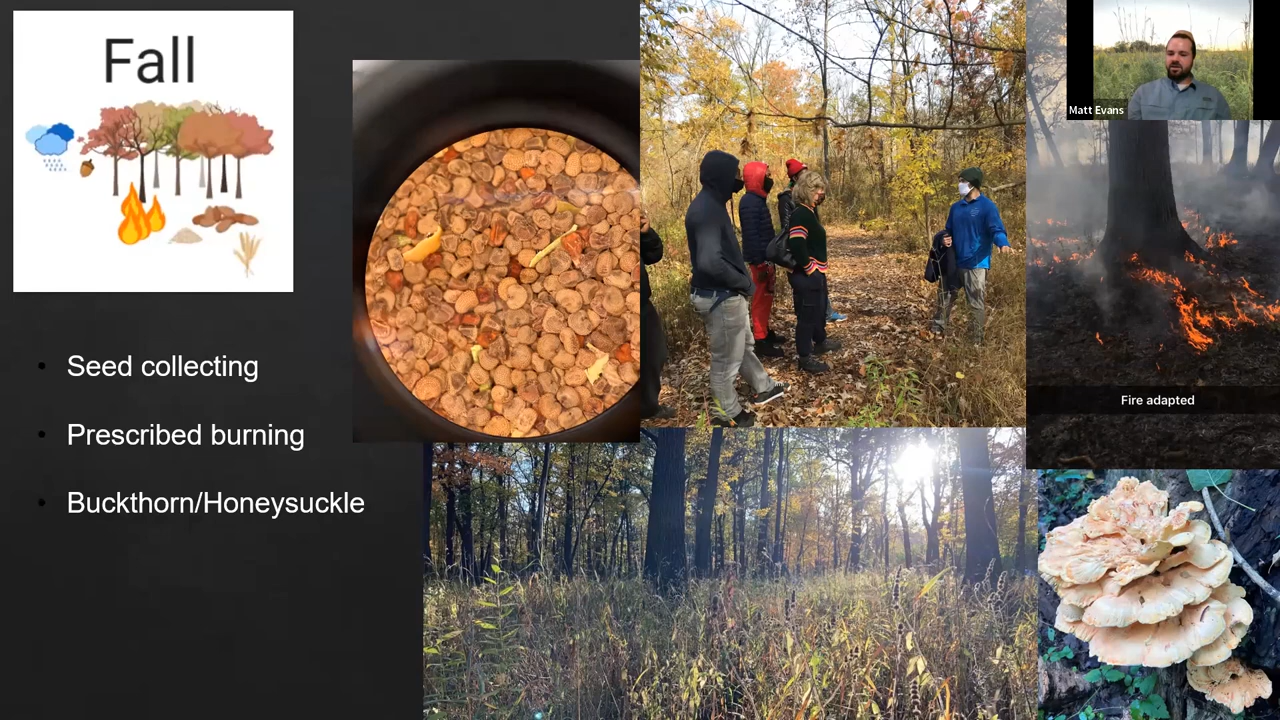 Fall
Matt Evans
Seed collecting
Prescribed burning
Buckthorn/Honeysuckle
Fire adapted